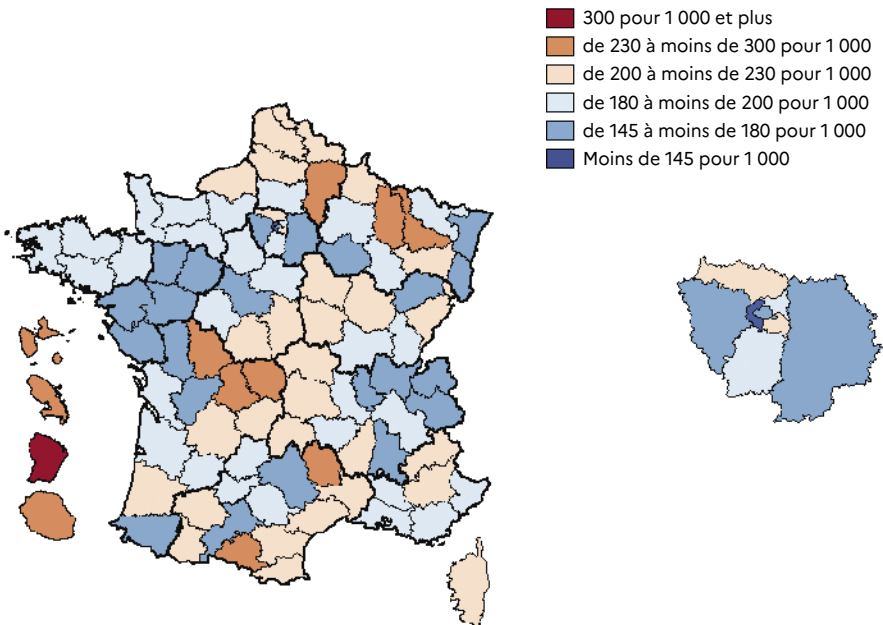 300 pour 1 000 et plus
de 230 à moins de 300 pour 1 000
de 200 à moins de 230 pour 1 000
de 180 à moins de 200 pour 1 000
de 145 à moins de 180 pour 1 000
Moins de 145 pour 1 000